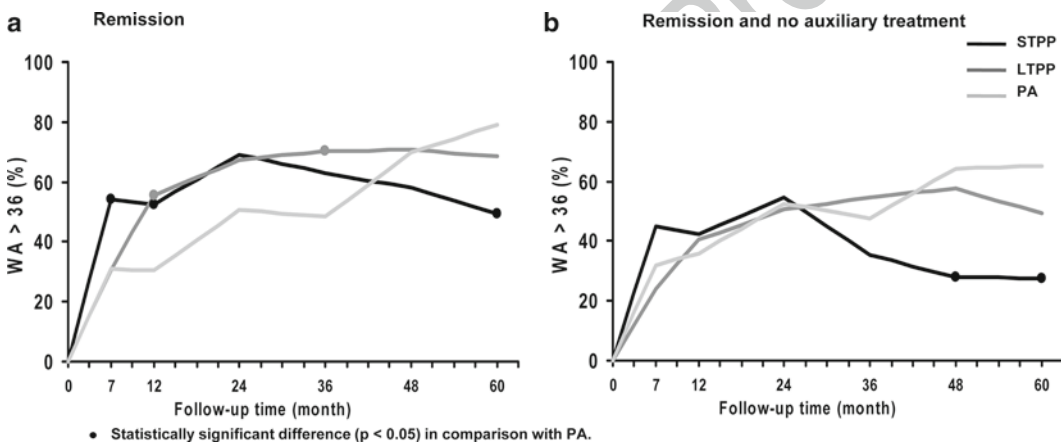 a Remission
100
80
60
40
20
0
WA > 36 (%)
0 7 12 24 36 48 60
Follow-up time (month)
b Remission and no auxiliary treatment
STPP
LTPP
PA
100
80
60
40
20
0
WA > 36 (%)
0 7 12 24 36 48 60
Follow-up time (month)
• Statistically significant difference (p < 0.05) in comparison with PA.